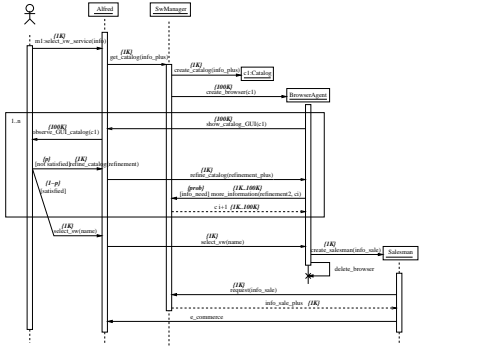 Alfred
SwManager
{1K}
m1:select_sw_service(info)
{1K}
get_catalog(info_plus)
{1K}
create_catalog(info_plus)
c1:Catalog
{100K}
create_browser(c1)
BrowserAgent
1..n
{100K}
show_catalog_GUI(c1)
{100K}
observe_GUI_catalog(c1)
{p} {1K}
[not satisfied]refine_catalog(refinement)
{1K}
refine_catalog(refinement_plus)
{1-p}
[satisfied]
{prob} {1K..100K}
[info_need] more_information(refinement2, ci)
ci+1 {1K..100K}
{1K}
select_sw(name)
{1K}
select_sw(name)
{1K}
create_salesman(info_sale)
Salesman
delete_browser
{1K}
request(info_sale)
info_sale_plus {1K}
e_commerce